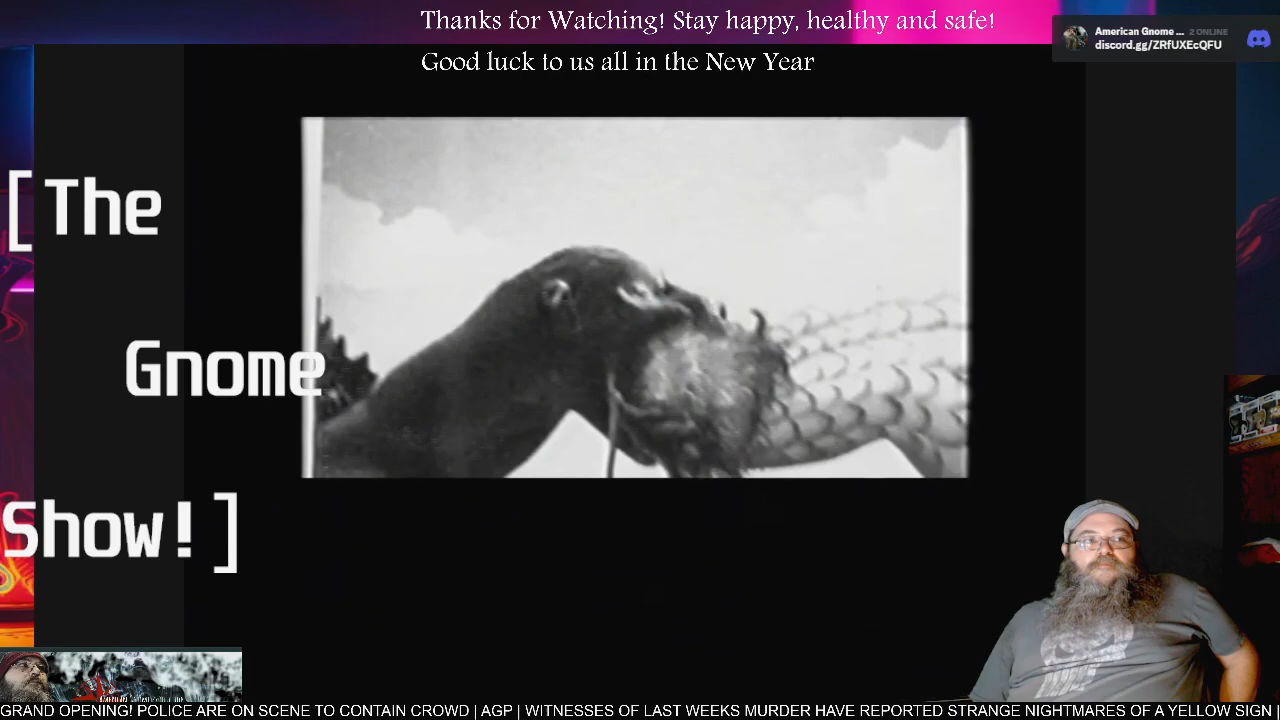 Thanks for Watching! Stay happy, healthy and safe!
Good luck to us all in the New Year
American Gnome ... 2 ONLINE
discord.gg/ZRfUXEcQFU
[The
Gnome
Show!]
GRAND OPENING! POLICE ARE ON SCENE TO CONTAIN CROWD | AGP | WITNESSES OF LAST WEEKS MURDER HAVE REPORTED STRANGE NIGHTMARES OF A YELLOW SIGN |